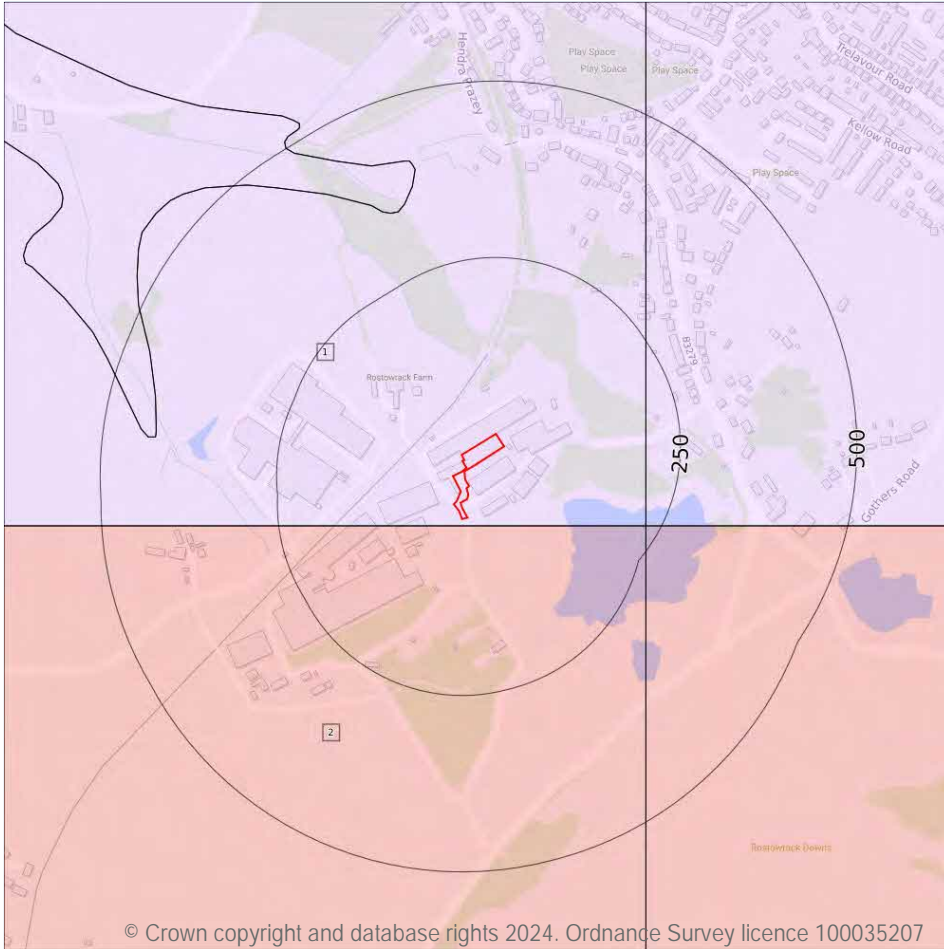 Hendra Prazey
Play Space
Play Space
Play Space
Trelavour Road
Kellow Road
Play Space
1
Rostowrack Farm
B3279
250
500
Gothers Road
2
Rostowrack Downs
© Crown copyright and database rights 2024. Ordnance Survey licence 100035207